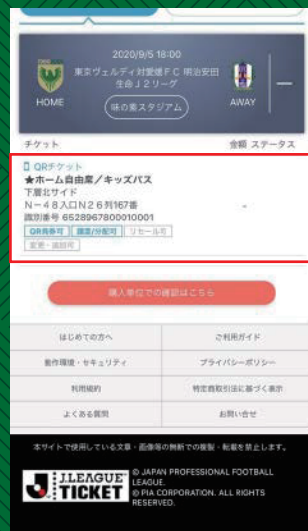 2020/9/5 18:00
東京ヴェルディ対愛媛FC 明治安田
生命J2リーグ
HOME
味の素スタジアム
AWAY
チケット
金額 ステータス
QRチケット
★ホーム自由席/キッズパス
下層北サイド
N-48入口N26列167番
識別番号 6528967800010001
QR発券可
譲渡/分配可
リセール可
変更・追加可
-
購入単位での確認はこちら
はじめての方へ
ご利用ガイド
動作環境・セキュリティ
プライバシーポリシー
利用規約
特定商取引法に基づく表示
よくある質問
お問い合せ
本サイトで使用している文章・画像等の無断での複製・転載を禁止します。
J.LEAGUE
TICKET
© JAPAN PROFESSIONAL FOOTBALL
LEAGUE.
© PIA CORPORATION. ALL RIGHTS
RESERVED.